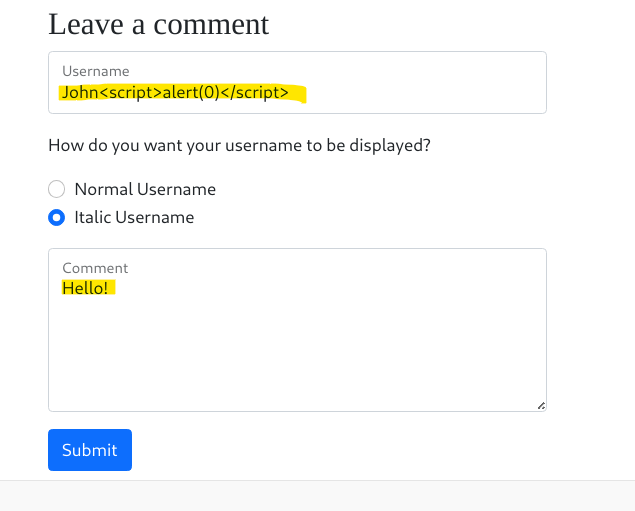 Leave a comment
Username
John<script>alert(0)</script>
How do you want your username to be displayed?
Normal Username
Italic Username
Comment
Hello!
Submit